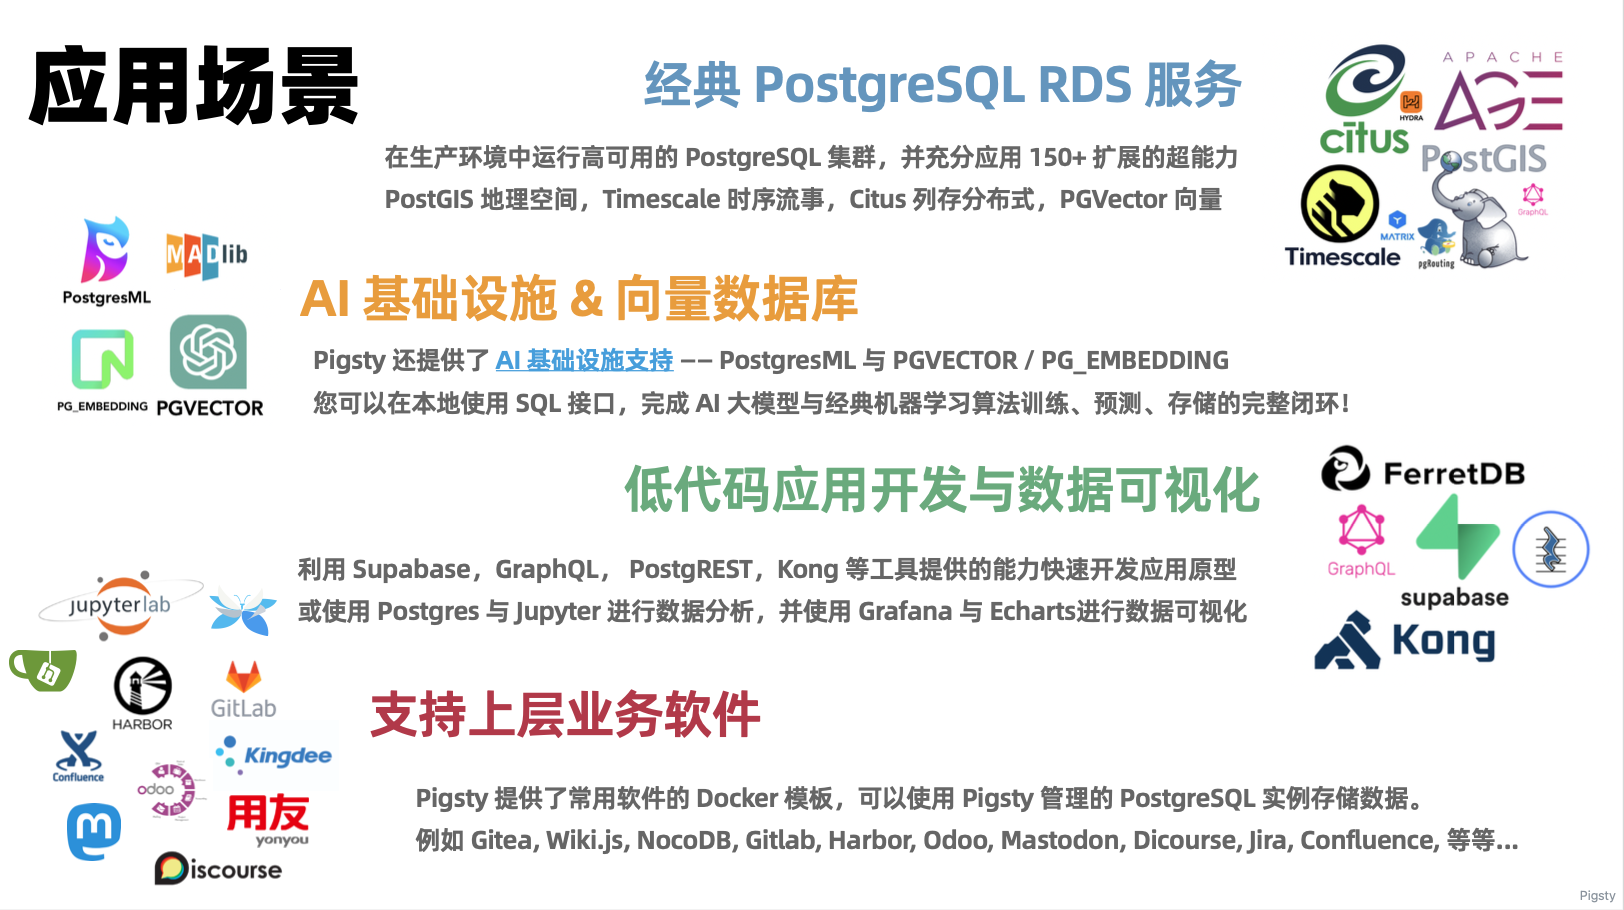 应用场景
经典 PostgreSQL RDS 服务
在生产环境中运行高可用的 PostgreSQL 集群，并充分应用 150+ 扩展的超能力
PostGIS 地理空间，Timescale 时序流事，Citus 列存分布式，PGVector 向量
citus
HYDRA
APACHE
AGE
PostGIS
Timescale
MATRIX
pgRouting
GraphQL
PostgresML
MADlib
PG_EMBEDDING
PGVECTOR
AI 基础设施 & 向量数据库
Pigsty 还提供了 AI 基础设施支持 —— PostgresML 与 PGVECTOR / PG_EMBEDDING
您可以在本地使用 SQL 接口，完成 AI 大模型与经典机器学习算法训练、预测、存储的完整闭环！
低代码应用开发与数据可视化
利用 Supabase，GraphQL， PostgREST，Kong 等工具提供的能力快速开发应用原型
或使用 Postgres 与 Jupyter 进行数据分析，并使用 Grafana 与 Echarts进行数据可视化
FerretDB
GraphQL
supabase
Kong
jupyterlab
HARBOR
GitLab
Confluence
Kingdee
odoo
用友
yonyou
Discourse
支持上层业务软件
Pigsty 提供了常用软件的 Docker 模板，可以使用 Pigsty 管理的 PostgreSQL 实例存储数据。
例如 Gitea, Wiki.js, NocoDB, Gitlab, Harbor, Odoo, Mastodon, Dicourse, Jira, Confluence, 等等...
Pigsty